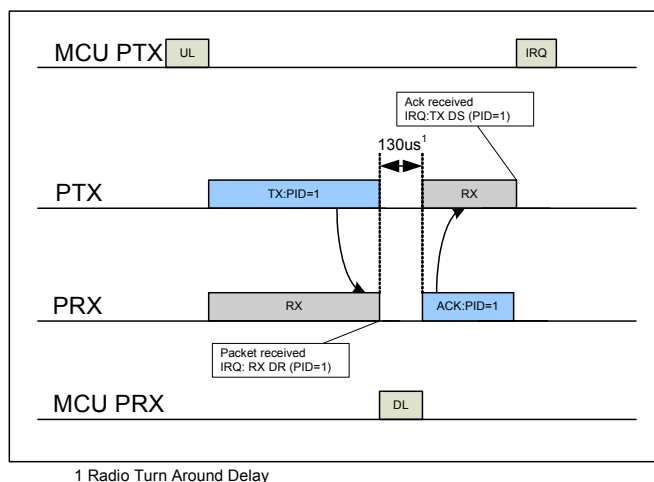 MCU PTX
UL
IRQ
Ack received
IRQ:TX DS (PID=1)
130us1
PTX
TX:PID=1
RX
PRX
RX
ACK:PID=1
Packet received
IRQ: RX DR (PID=1)
MCU PRX
DL
1 Radio Turn Around Delay